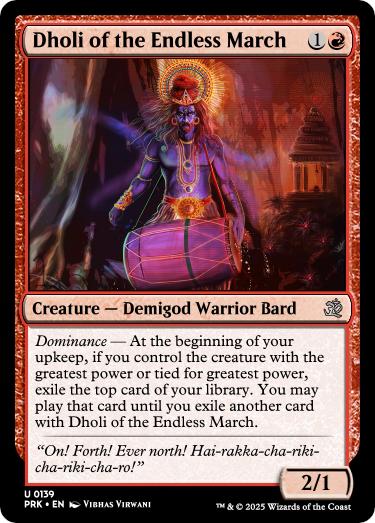 Dholi of the Endless March 1
Creature — Demigod Warrior Bard
Dominance — At the beginning of your
upkeep, if you control the creature with the
greatest power or tied for greatest power,
exile the top card of your library. You may
play that card until you exile another card
with Dholi of the Endless March.
“On! Forth! Ever north! Hai-rakka-cha-riki-
cha-riki-cha-ro!”
2/1
U 0139
PRK • EN VIBHAS VIRWANI
™ & © 2025 Wizards of the Coast